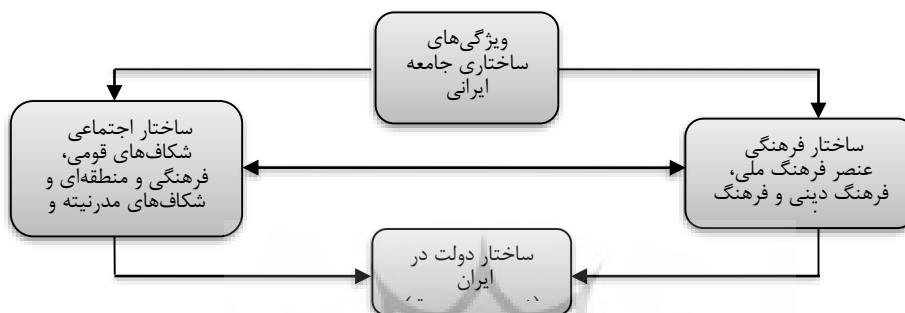 ویژگی‌های
ساختاری جامعه
ایرانی
ساختار اجتماعی
شکاف‌های قومی،
فرهنگی و منطقه‌ای و
شکاف‌های مدرنیته و
ساختار فرهنگی
عنصر فرهنگ ملی،
فرهنگ دینی و فرهنگ
ساختار دولت در
ایران